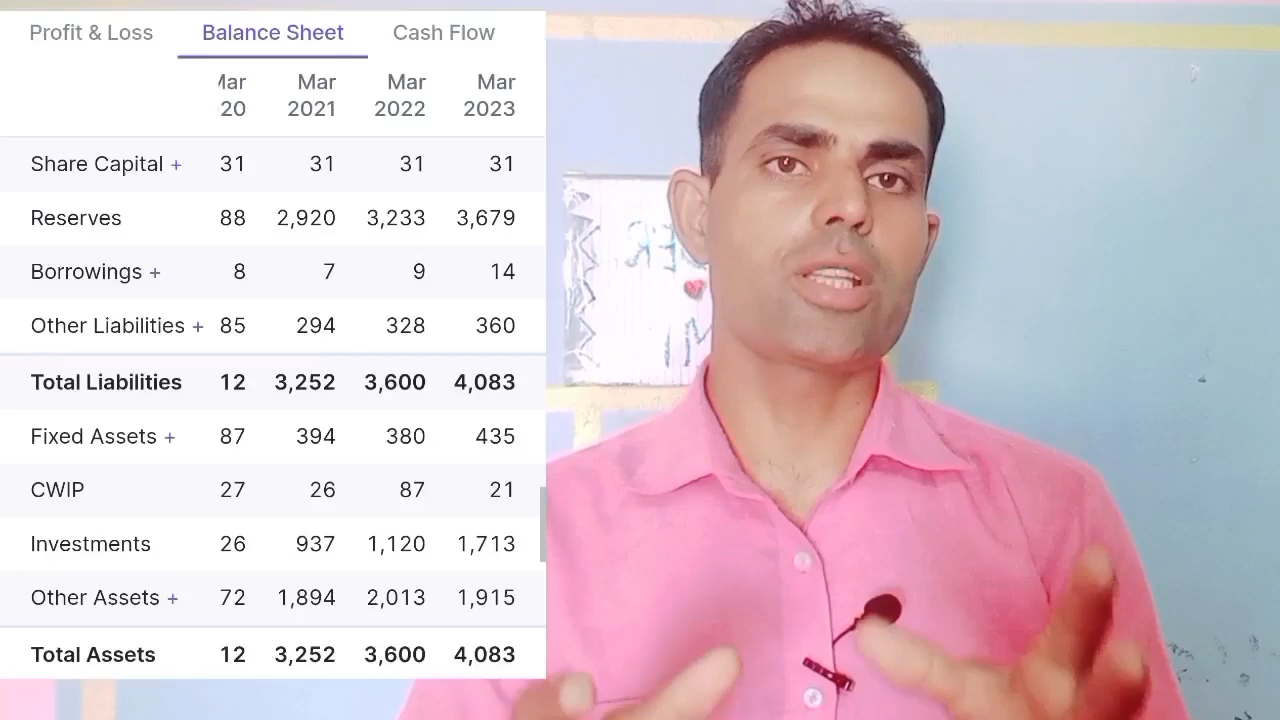 Profit & Loss Balance Sheet Cash Flow
Mar Mar Mar Mar
20 2021 2022 2023
Share Capital + 31 31 31 31
Reserves 88 2,920 3,233 3,679
Borrowings + 8 7 9 14
Other Liabilities + 85 294 328 360
Total Liabilities 12 3,252 3,600 4,083
Fixed Assets + 87 394 380 435
CWIP 27 26 87 21
Investments 26 937 1,120 1,713
Other Assets + 72 1,894 2,013 1,915
Total Assets 12 3,252 3,600 4,083